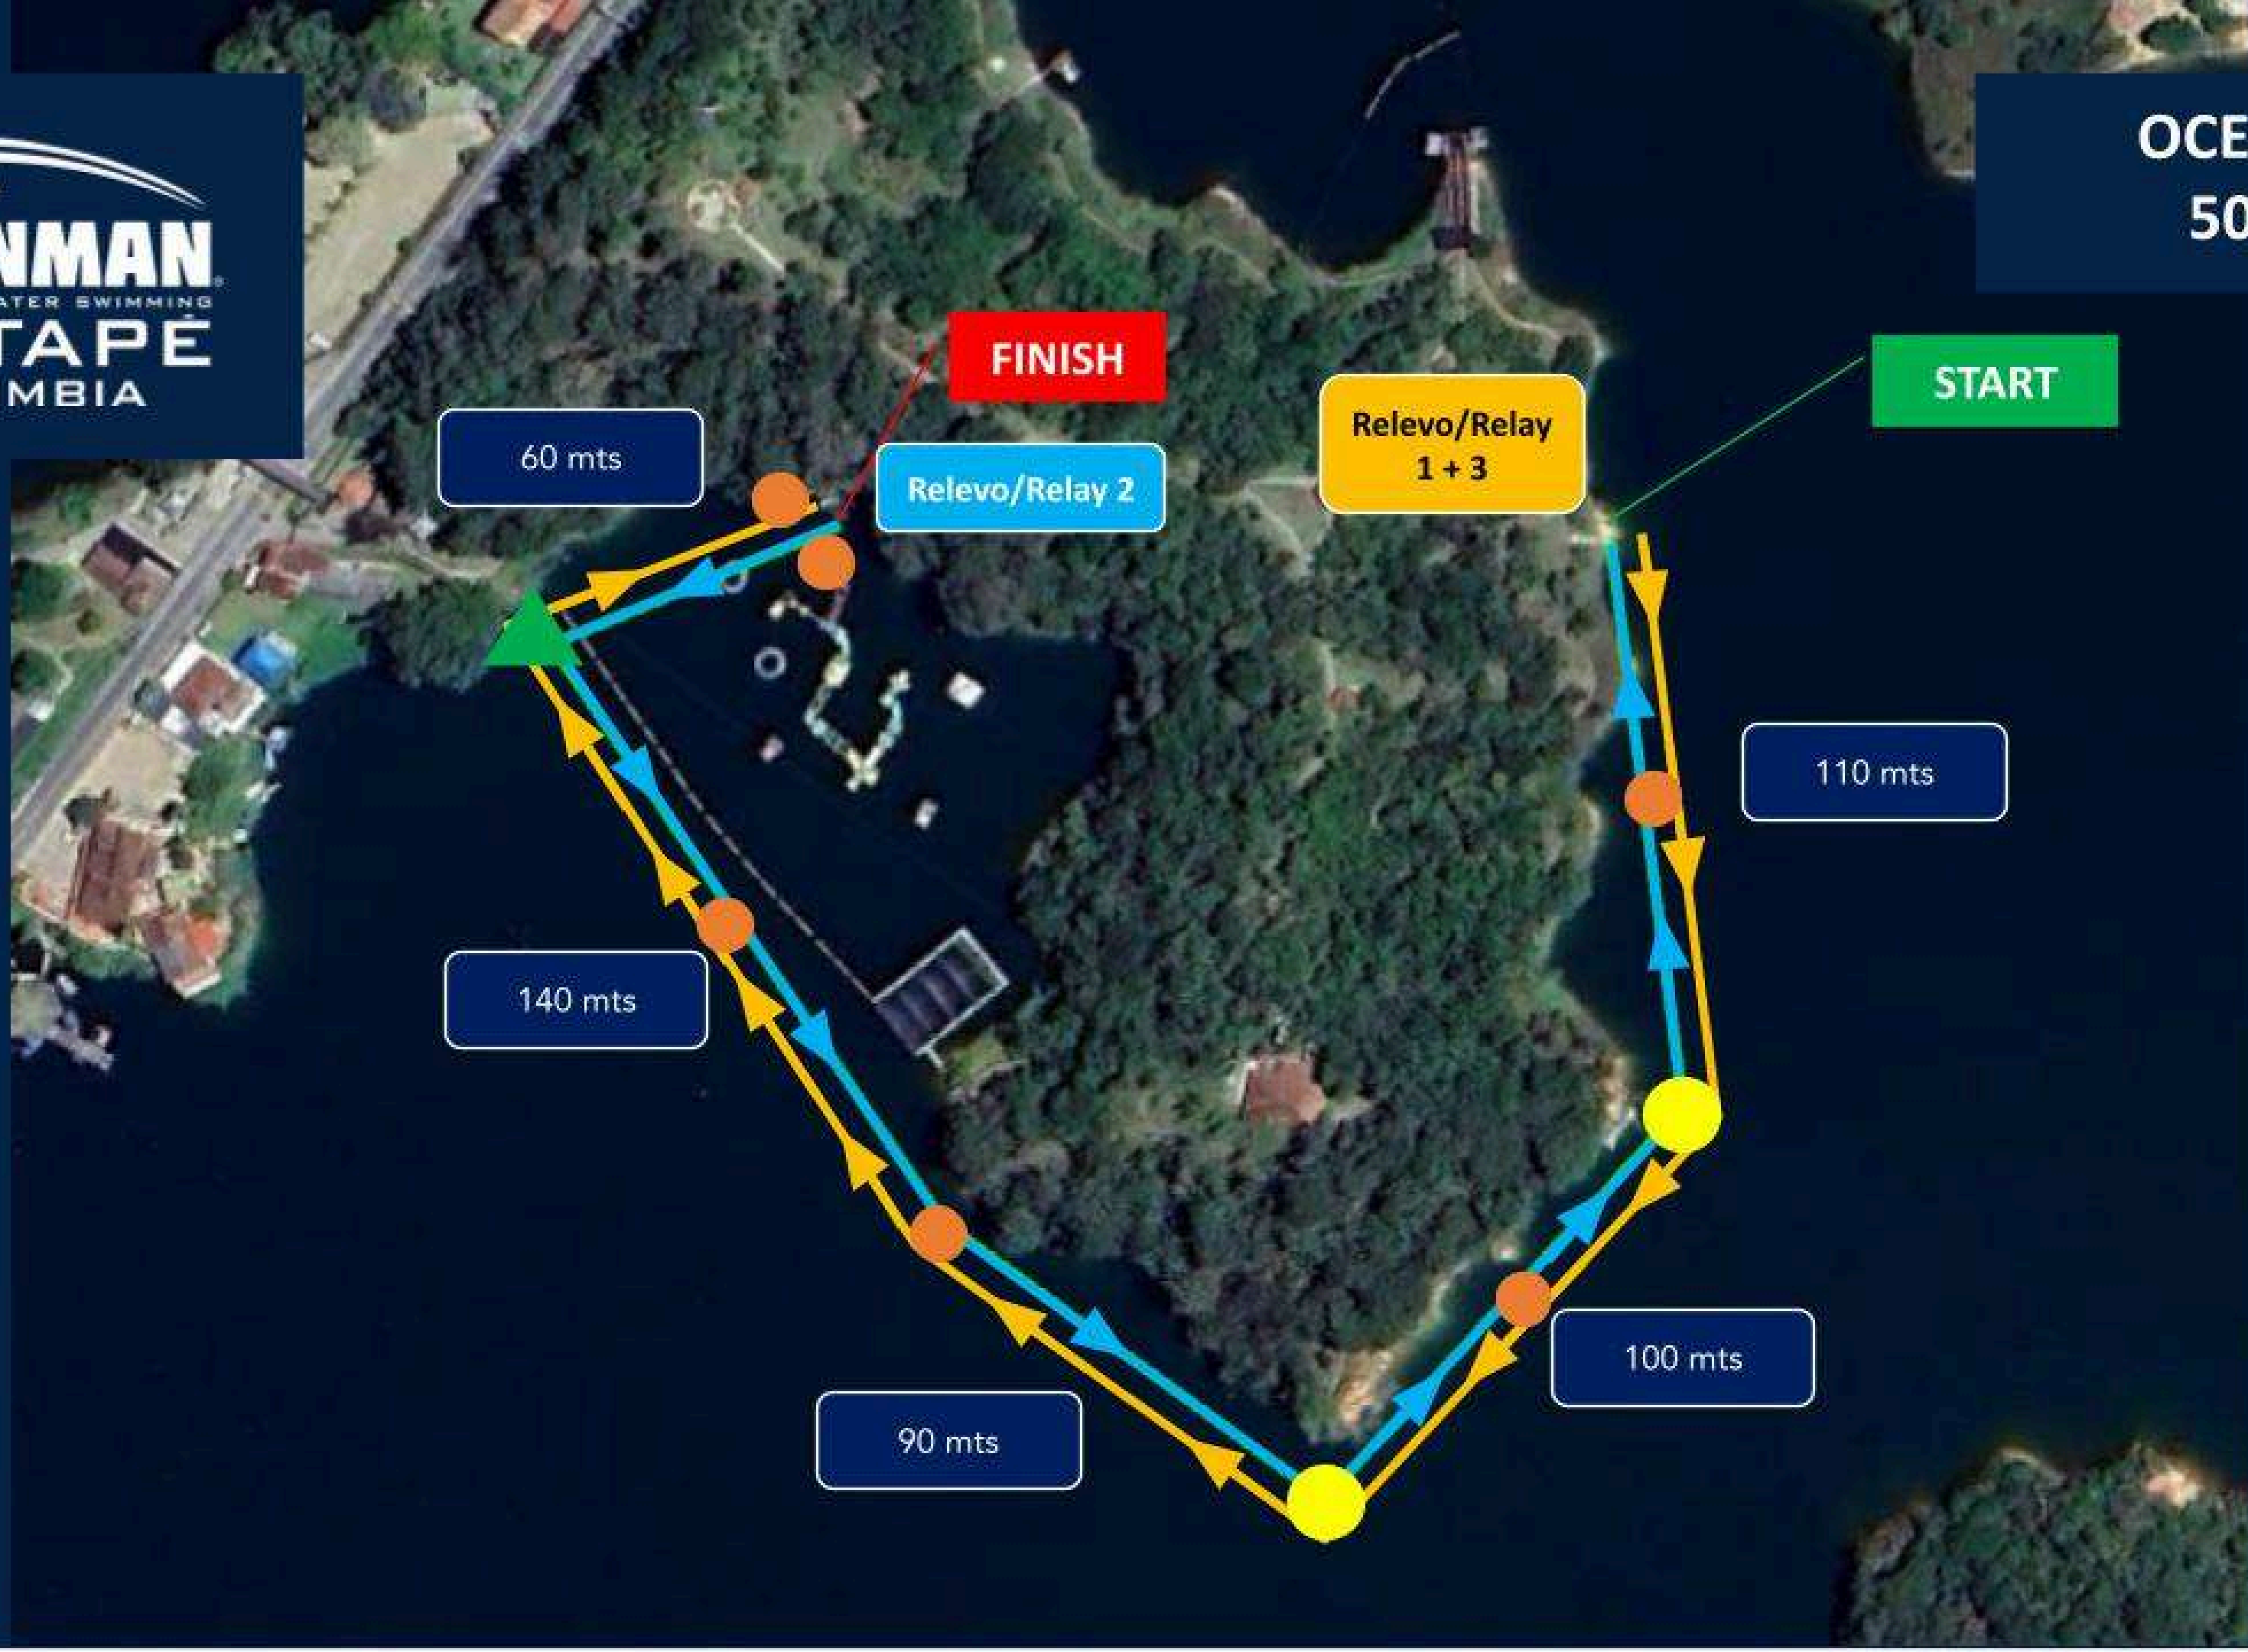 NMAN
ATER SWIMMING
TAPÉ
MBIA
OCE
50
FINISH
START
Relevo/Relay
1 + 3
60 mts
Relevo/Relay 2
110 mts
140 mts
100 mts
90 mts